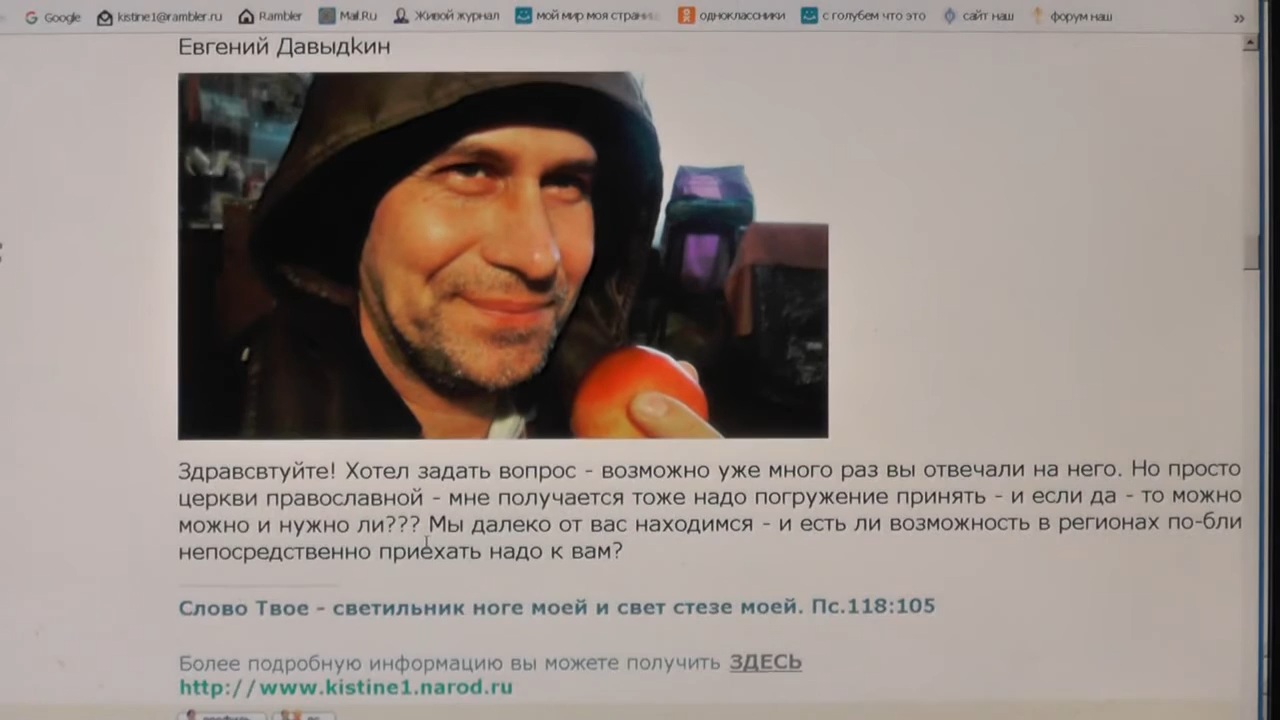 Google kistine1@rambler.ru Rambler Mail.Ru Живой журнал мой мир моя страни одноклассники с голубем что это сайт наш форум наш
Евгений Давыдкин
Здравсвтуйте! Хотел задать вопрос - возможно уже много раз вы отвечали на него. Но просто
церкви православной - мне получается тоже надо погружение принять - и если да - то можно
можно и нужно ли??? Мы далеко от вас находимся - и есть ли возможность в регионах по-бли
непосредственно приехать надо к вам?
Слово Твое - светильник ноге моей и свет стезе моей. Пс.118:105
Более подробную информацию вы можете получить ЗДЕСЬ
http://www.kistine1.narod.ru